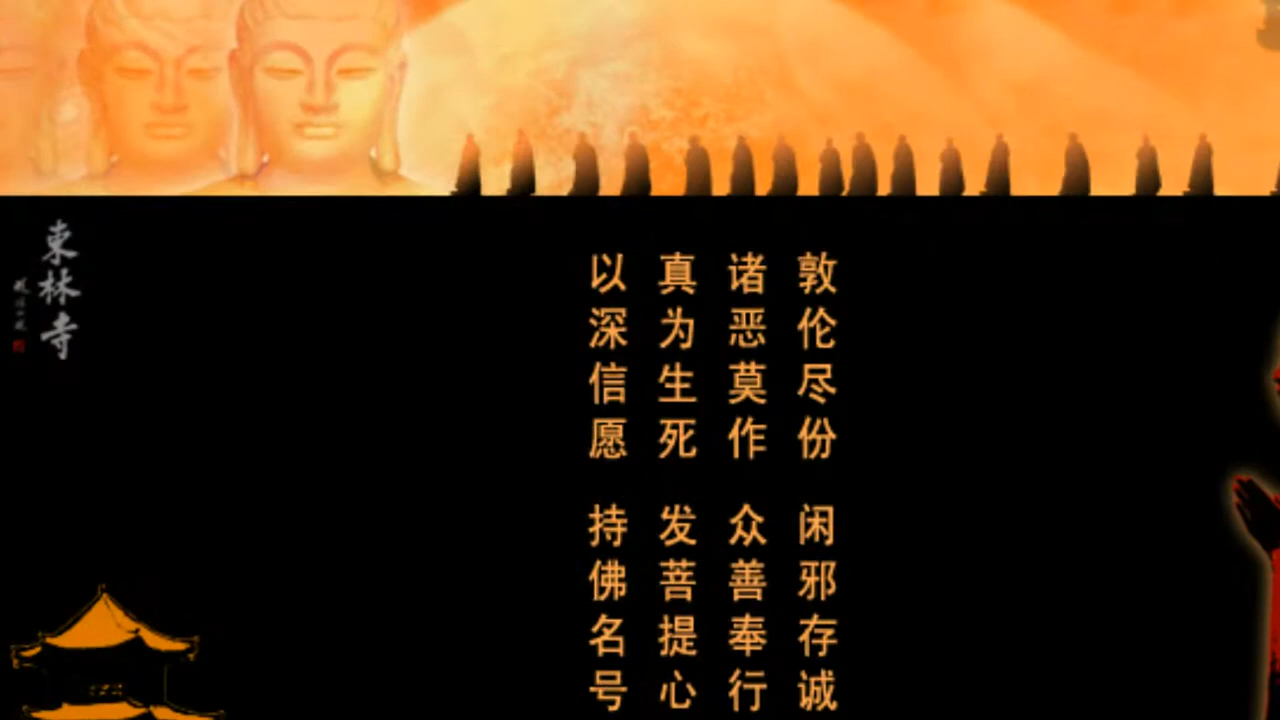 敦伦尽份 闲邪存诚
诸恶莫作 众善奉行
真为生死 发菩提心
以深信愿 持佛名号
東林寺